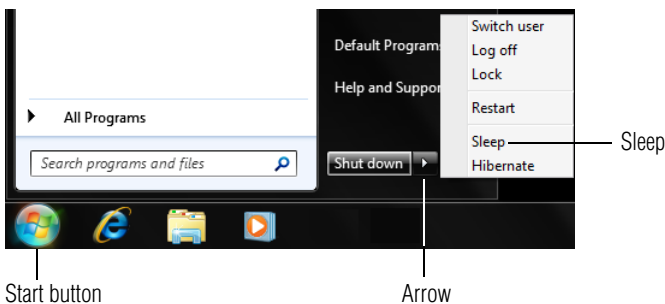 Switch user
Default Program
Log off
Lock
Help and Suppor
Restart
All Programs
Sleep
Sleep
Search programs and files
Shut down
Hibernate
Start button
Arrow